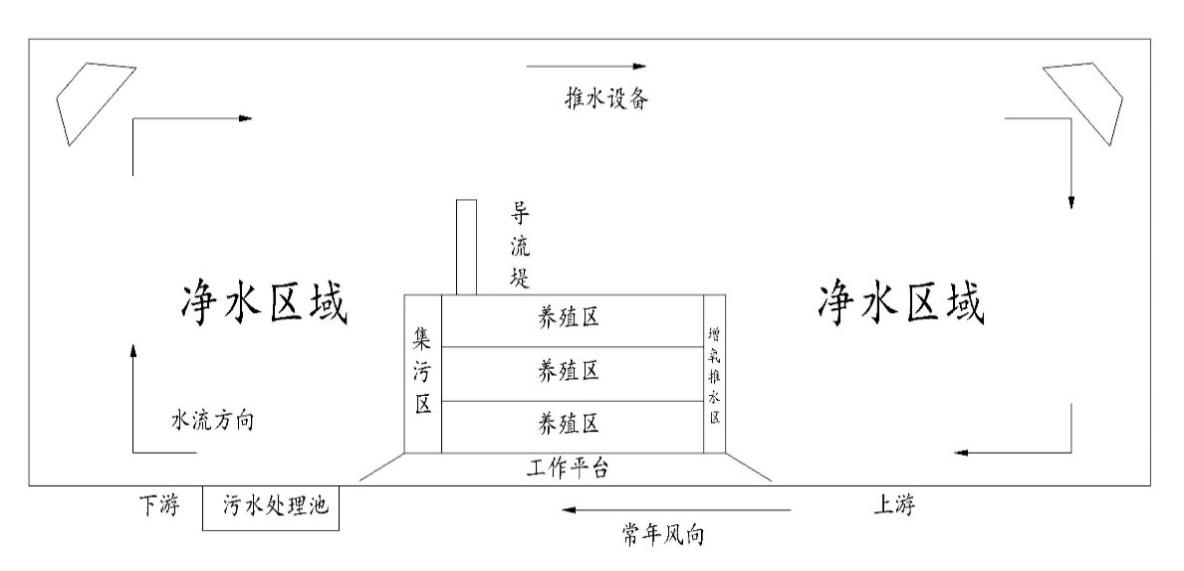 推水设备
导流堤
净水区域
净水区域
养殖区
集污区
增氧推水区
养殖区
养殖区
水流方向
工作平台
下游
污水处理池
上游
常年风向